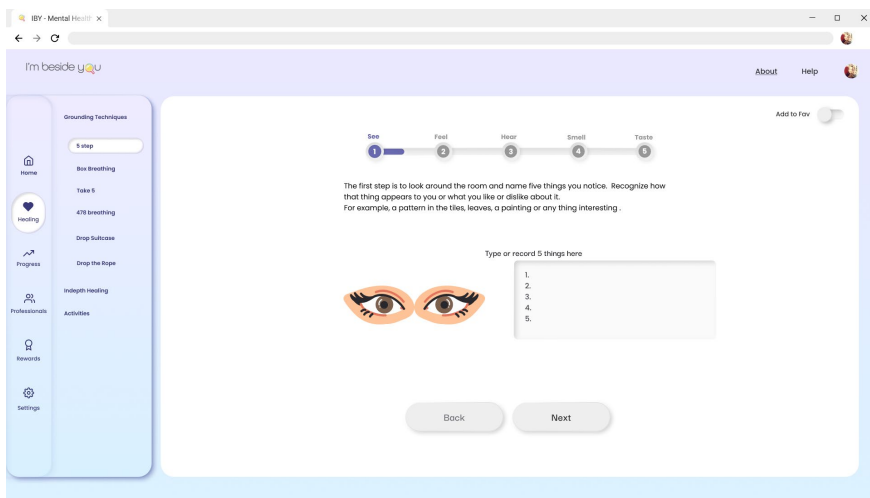 IBY - Mental Health
I'm beside you
About
Help
Grounding Techniques
5 step
Box Breathing
Take 5
478 breathing
Drop Suitcase
Drop the Rope
Indepth Healing
Activities
Home
Healing
Progress
Professionals
Rewards
Settings
Add to Fav
See Feel Hear Smell Taste
1 2 3 4 5
The first step is to look around the room and name five things you notice. Recognize how
that thing appears to you or what you like or dislike about it.
For example, a pattern in the tiles, leaves, a painting or any thing interesting .
Type or record 5 things here
1.
2.
3.
4.
5.
Back
Next